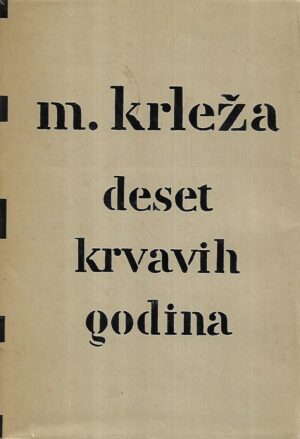 m. krleža
deset
krvavih
godina